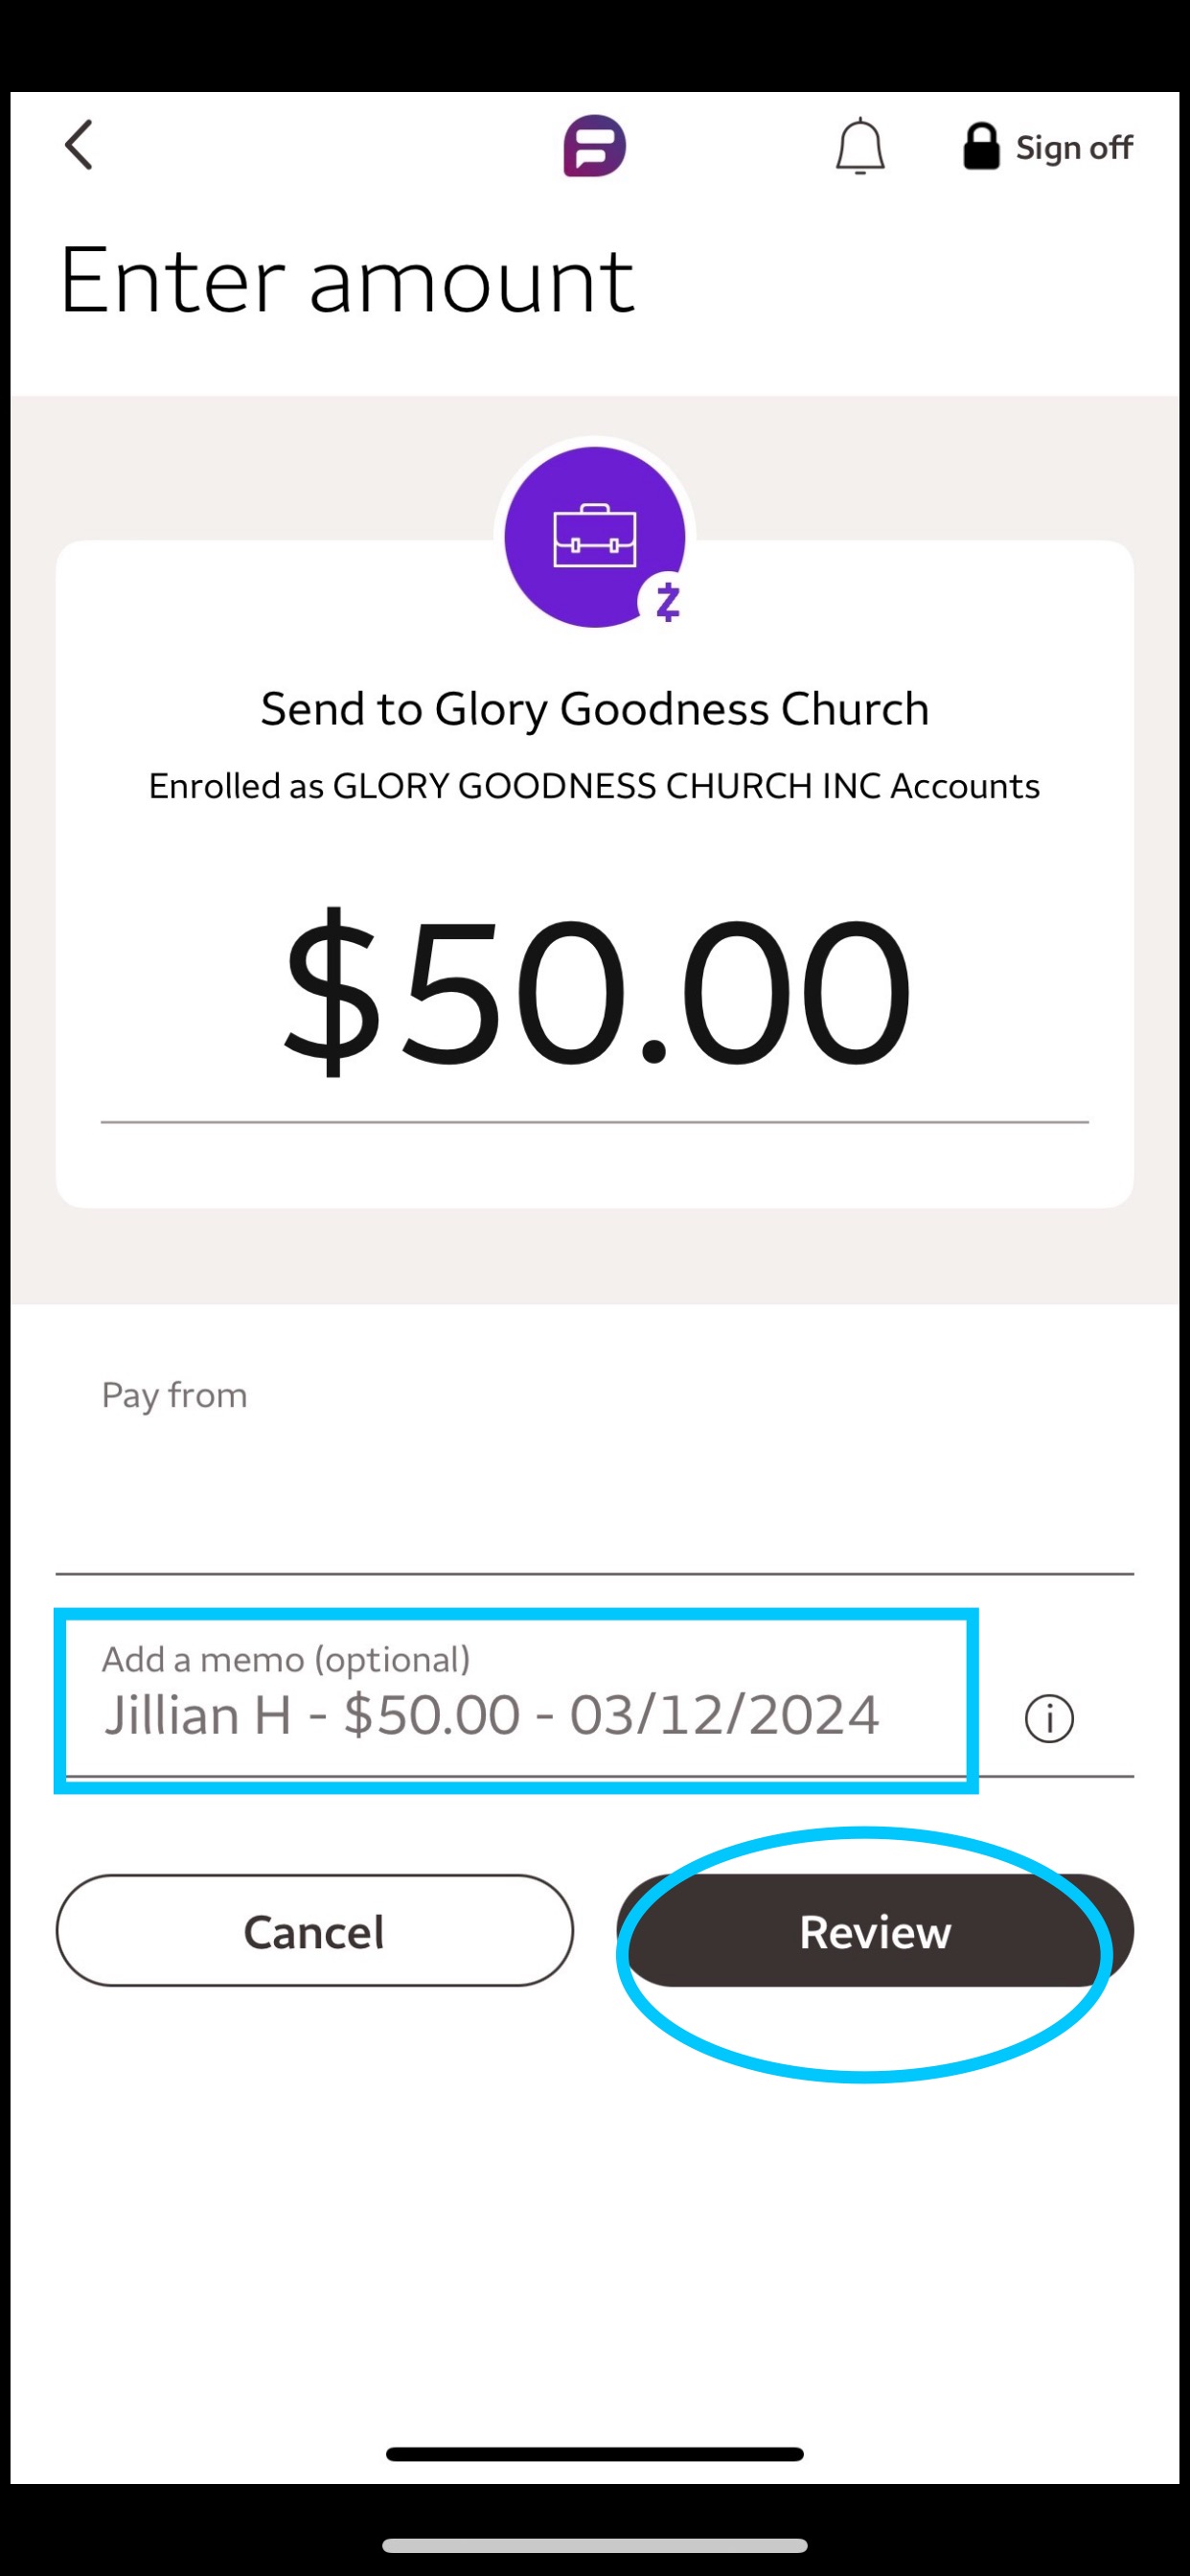 Sign off
Enter amount
Send to Glory Goodness Church
Enrolled as GLORY GOODNESS CHURCH INC Accounts
$50.00
Pay from
Add a memo (optional)
Jillian H - $50.00 - 03/12/2024
Cancel
Review